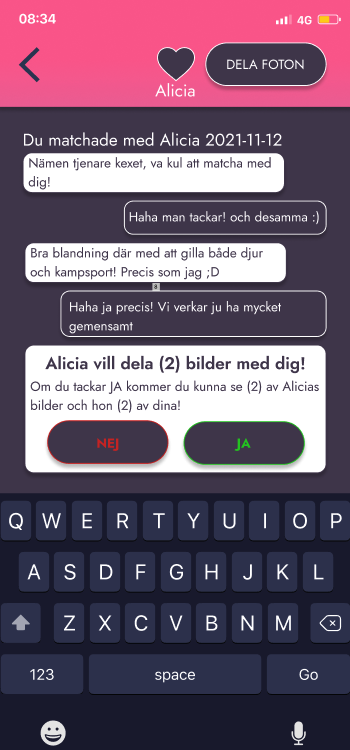 08:34
4G
DELA FOTON
Alicia
Du matchade med Alicia 2021-11-12
Nämen tjenare kexet, va kul att matcha med
dig!
Haha man tackar! och desamma :)
Bra blandning där med att gilla både djur
och kampsport! Precis som jag ;D
Haha ja precis! Vi verkar ju ha mycket
gemensamt
Alicia vill dela (2) bilder med dig!
Om du tackar JA kommer du kunna se (2) av Alicias
bilder och hon (2) av dina!
NEJ JA
Q W E R T Y U I O P
A S D F G H J K L
Z X C V B N M
123 space Go